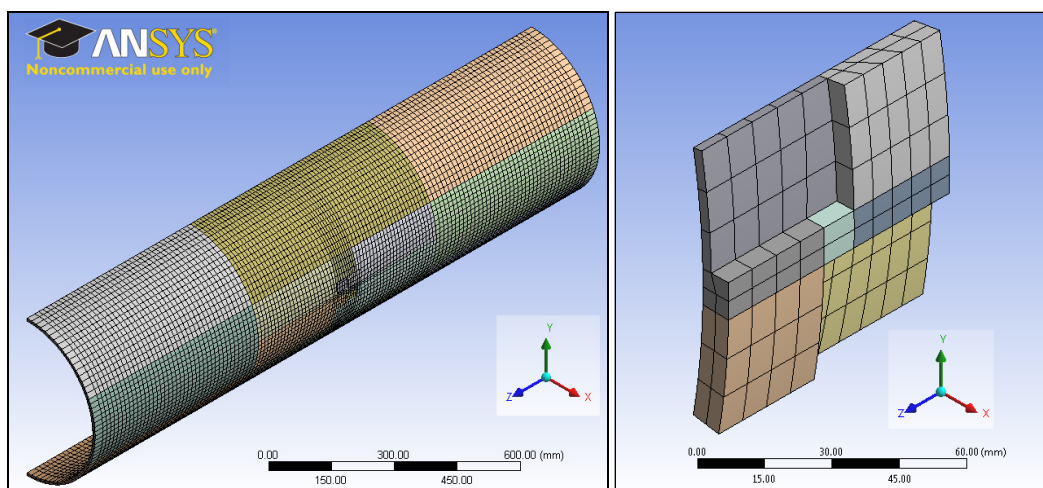 ANSYS®
Noncommercial use only
Y
Z
X
0.00
300.00
600.00 (mm)
150.00
450.00
Y
Z
X
0.00
30.00
60.00 (mm)
15.00
45.00